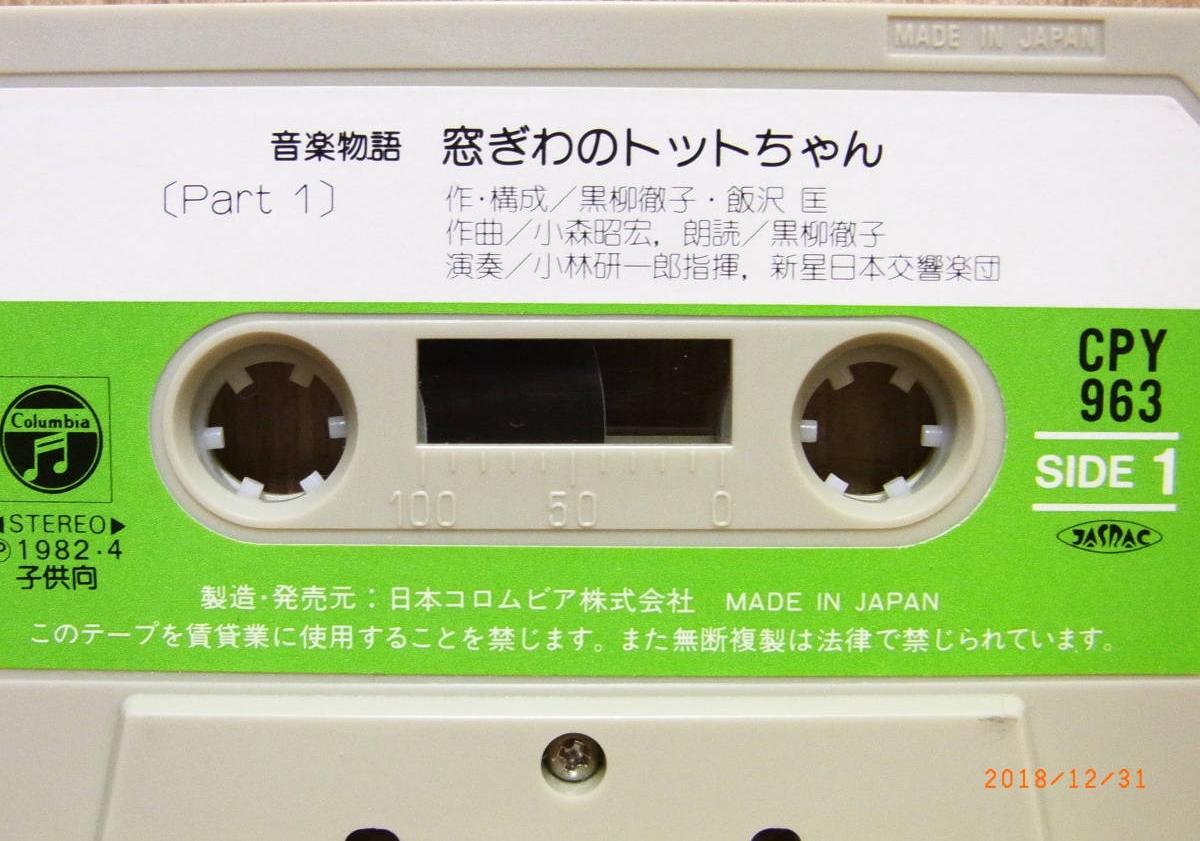 MADE IN JAPAN
音楽物語 窓ぎわのトットちゃん
〔Part 1〕 作・構成／黒柳徹子・飯沢 匡
作曲／小森昭宏，朗読／黒柳徹子
演奏／小林研一郎指揮，新星日本交響楽団
CPY
963
SIDE 1
JASRAC
Columbia
◀STEREO▶
Ⓟ1982・4
子供向
100 50 0
製造・発売元：日本コロムビア株式会社 MADE IN JAPAN
このテープを賃貸業に使用することを禁じます。また無断複製は法律で禁じられています。
2018/12/31